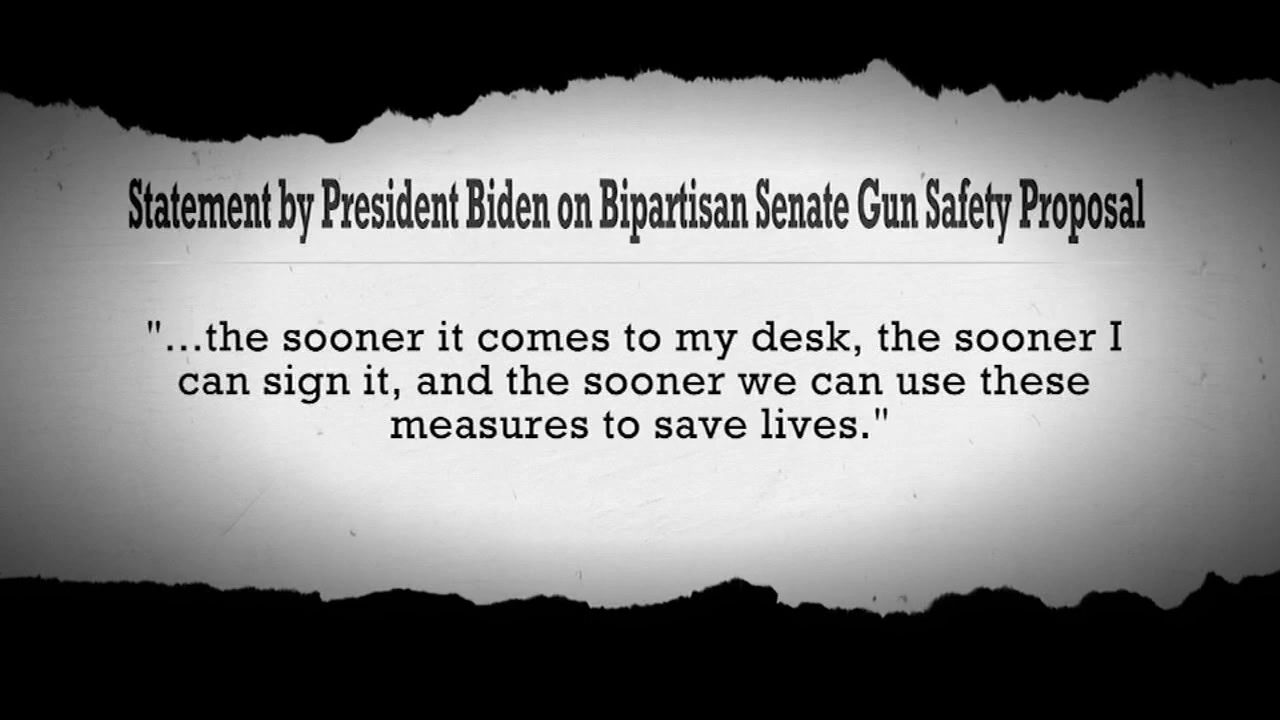 Statement by President Biden on Bipartisan Senate Gun Safety Proposal
"...the sooner it comes to my desk, the sooner I
can sign it, and the sooner we can use these
measures to save lives."